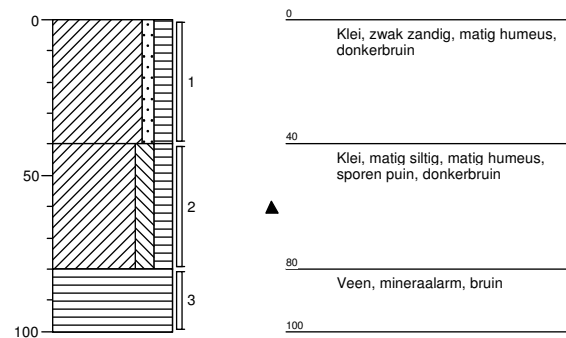 0
50
100
1
2
3
0
Klei, zwak zandig, matig humeus,
donkerbruin
40
Klei, matig siltig, matig humeus,
sporen puin, donkerbruin
80
Veen, mineraalarm, bruin
100